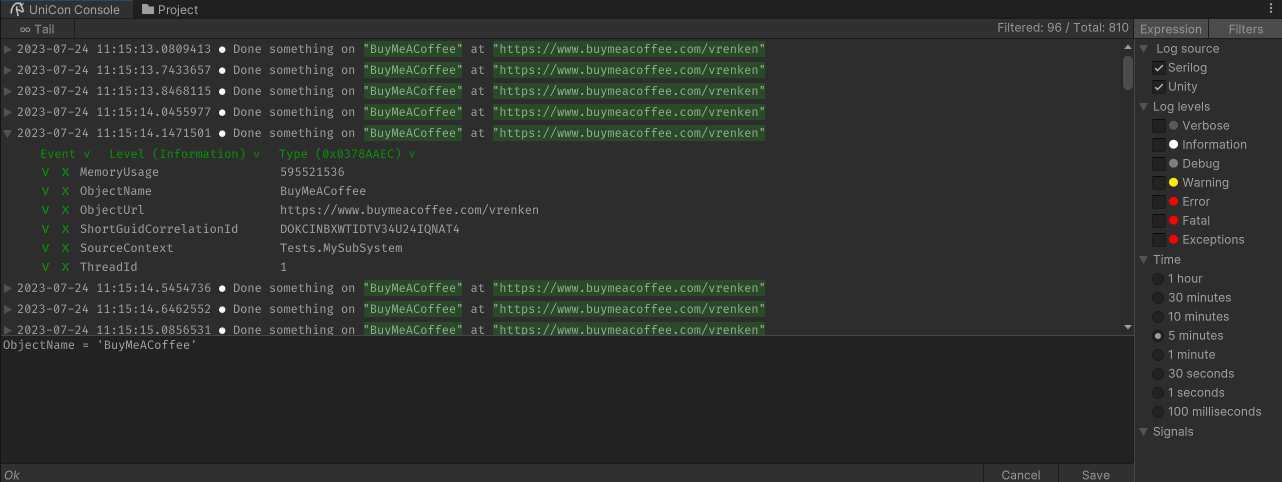 UniCon Console Project
∞ Tail Filtered: 96 / Total: 810 Expression Filters
2023-07-24 11:15:13.0809413 ● Done something on "BuyMeACoffee" at "https://www.buymeacoffee.com/vrenken"
2023-07-24 11:15:13.7433657 ● Done something on "BuyMeACoffee" at "https://www.buymeacoffee.com/vrenken"
2023-07-24 11:15:13.8468115 ● Done something on "BuyMeACoffee" at "https://www.buymeacoffee.com/vrenken"
2023-07-24 11:15:14.0455977 ● Done something on "BuyMeACoffee" at "https://www.buymeacoffee.com/vrenken"
2023-07-24 11:15:14.1471501 ● Done something on "BuyMeACoffee" at "https://www.buymeacoffee.com/vrenken"
Event v Level (Information) v Type (0x0378AAEC) v
V X MemoryUsage 595521536
V X ObjectName BuyMeACoffee
V X ObjectUrl https://www.buymeacoffee.com/vrenken
V X ShortGuidCorrelationId DOKCINBXWTIDTV34U24IQNAT4
V X SourceContext Tests.MySubSystem
V X ThreadId 1
2023-07-24 11:15:14.5454736 ● Done something on "BuyMeACoffee" at "https://www.buymeacoffee.com/vrenken"
2023-07-24 11:15:14.6462552 ● Done something on "BuyMeACoffee" at "https://www.buymeacoffee.com/vrenken"
2023-07-24 11:15:15.0856531 ● Done something on "BuyMeACoffee" at "https://www.buymeacoffee.com/vrenken"
ObjectName = 'BuyMeACoffee'
Ok Cancel Save
Log source
Serilog
Unity
Log levels
Verbose
Information
Debug
Warning
Error
Fatal
Exceptions
Time
1 hour
30 minutes
10 minutes
5 minutes
1 minute
30 seconds
1 seconds
100 milliseconds
Signals